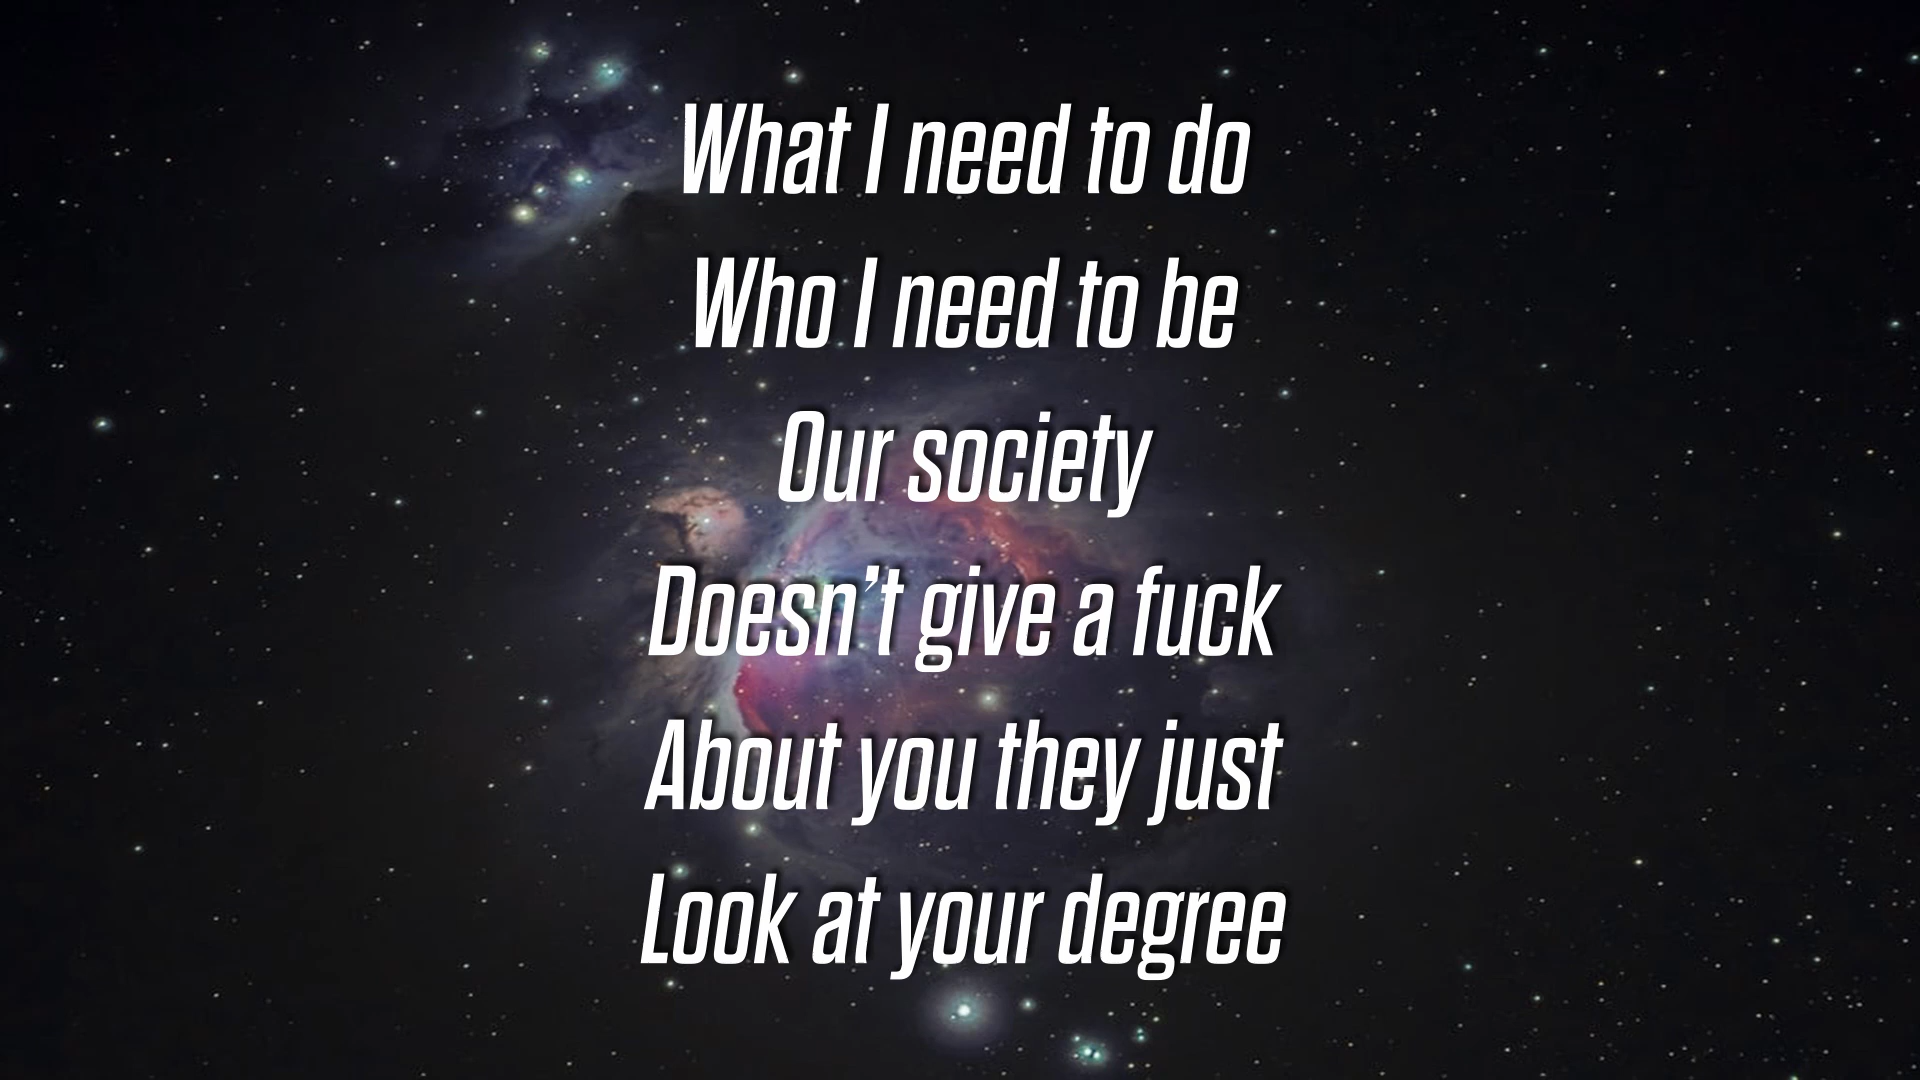 What I need to do
Who I need to be
Our society
Doesn't give a fuck
About you they just
Look at your degree